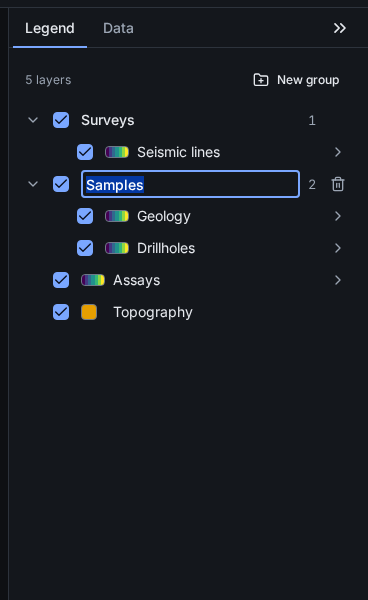 Legend Data
5 layers New group
Surveys 1
Seismic lines
Samples 2
Geology
Drillholes
Assays
Topography